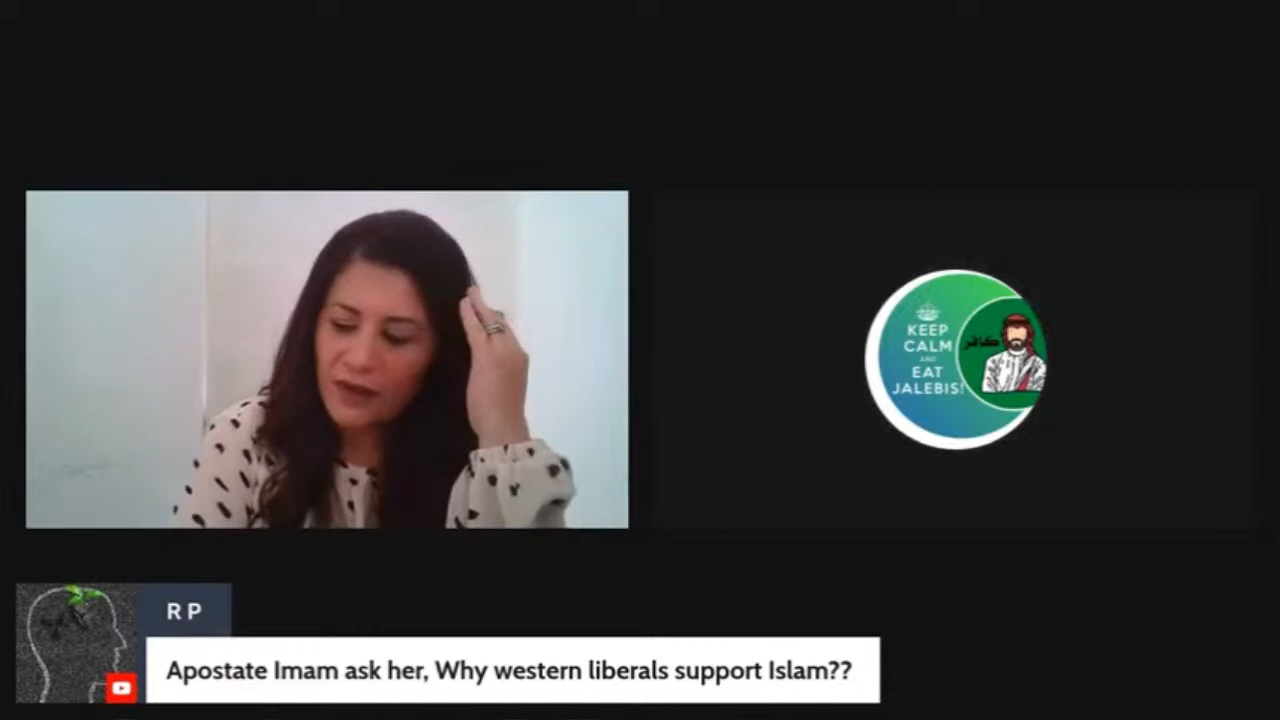 KEEP
CALM
AND
EAT
JALEBIS!
كافر
R P
Apostate Imam ask her, Why western liberals support Islam??